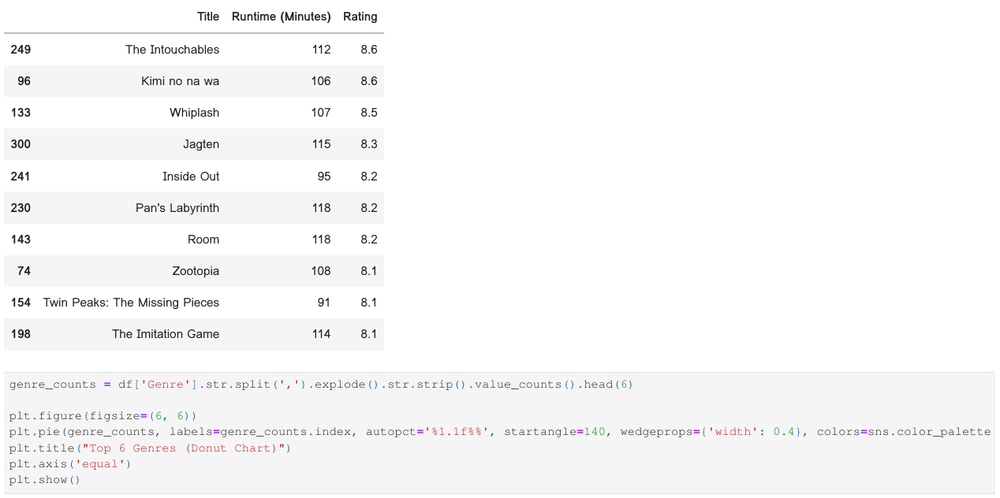 Title Runtime (Minutes) Rating
249 The Intouchables 112 8.6
96 Kimi no na wa 106 8.6
133 Whiplash 107 8.5
300 Jagten 115 8.3
241 Inside Out 95 8.2
230 Pan's Labyrinth 118 8.2
143 Room 118 8.2
74 Zootopia 108 8.1
154 Twin Peaks: The Missing Pieces 91 8.1
198 The Imitation Game 114 8.1
genre_counts = df['Genre'].str.split(',').explode().str.strip().value_counts().head(6)
plt.figure(figsize=(6, 6))
plt.pie(genre_counts, labels=genre_counts.index, autopct='%1.1f%%', startangle=140, wedgeprops={'width': 0.4}, colors=sns.color_palette
plt.title("Top 6 Genres (Donut Chart)")
plt.axis('equal')
plt.show()